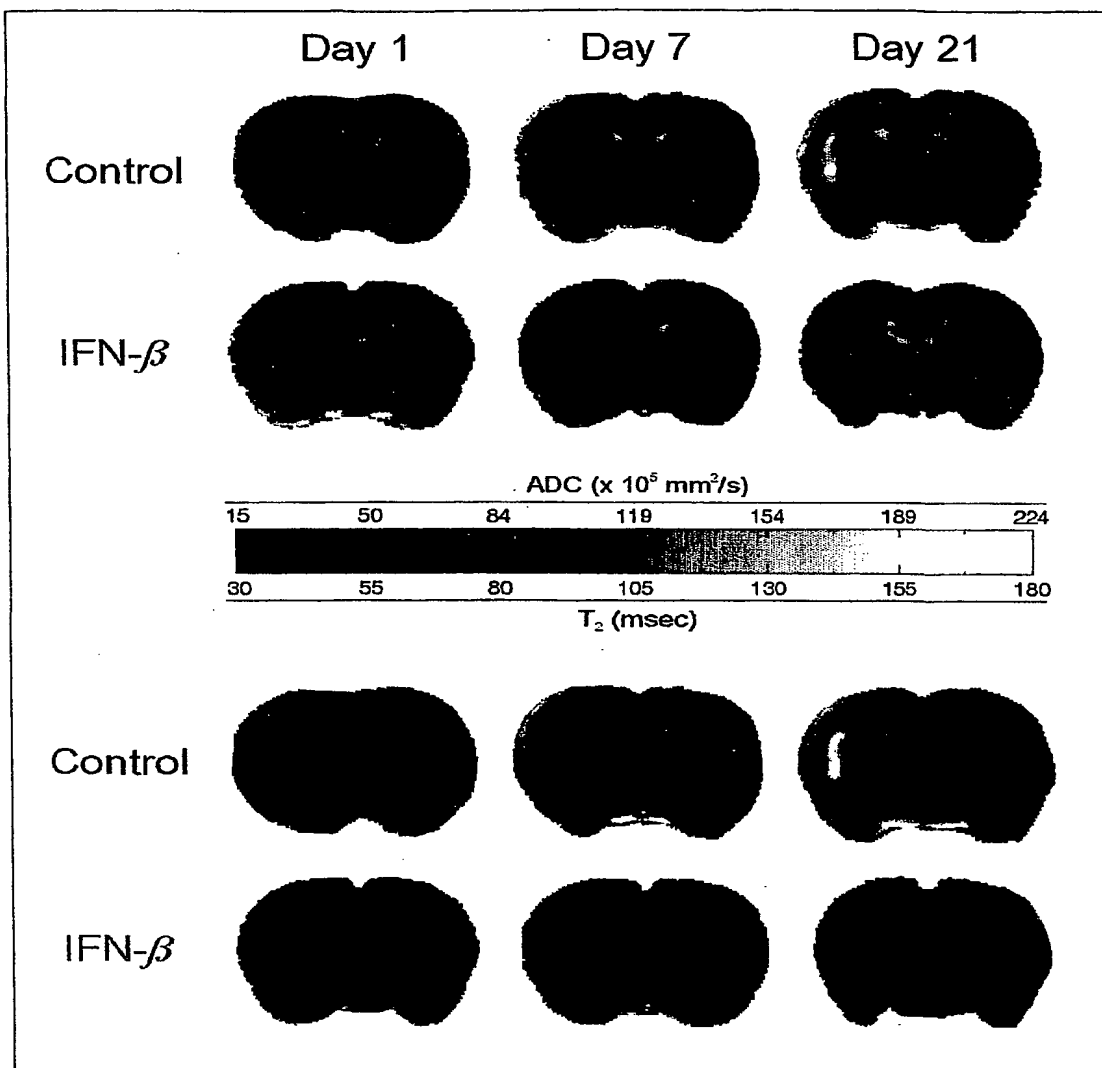 Day 1 Day 7 Day 21
Control
IFN-β
ADC (x 10⁵ mm²/s)
15 50 84 119 154 189 224
30 55 80 105 130 155 180
T₂ (msec)
Control
IFN-β